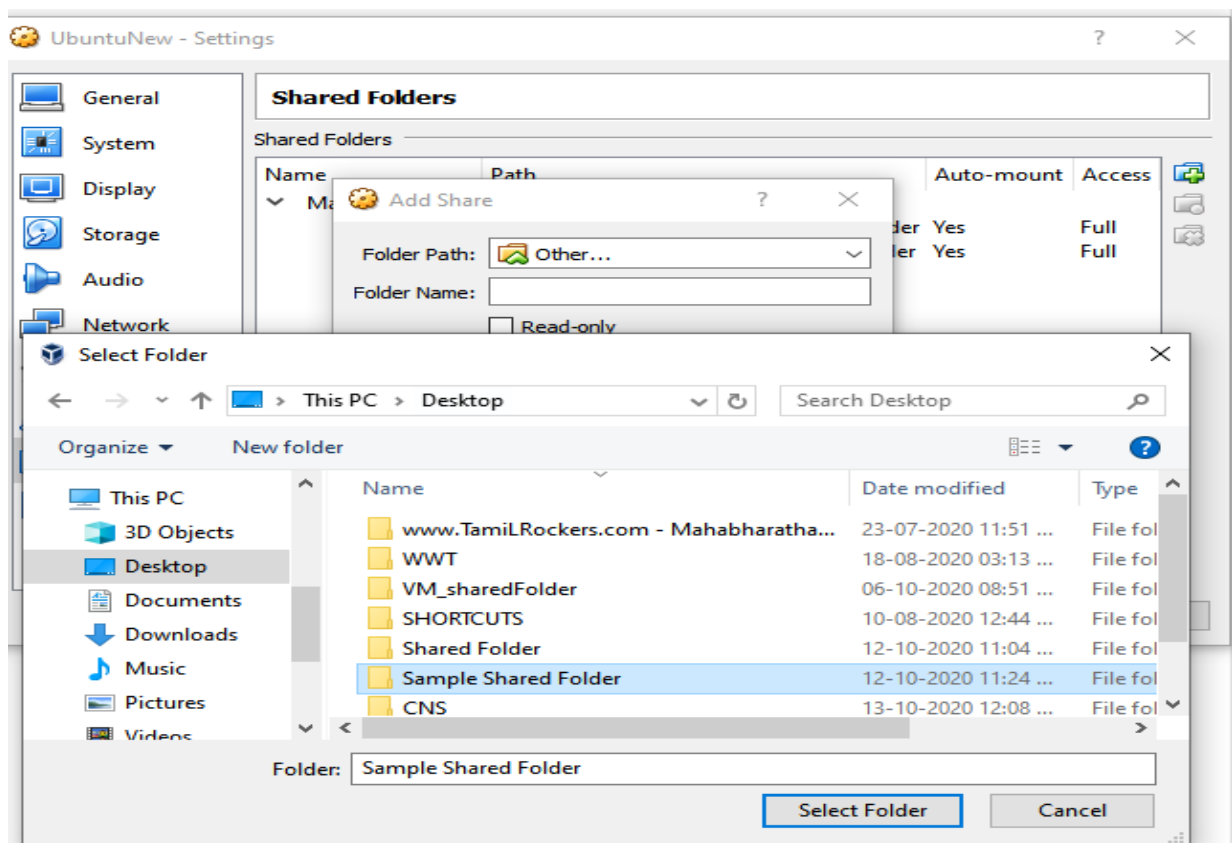 UbuntuNew - Settings ? ×
General
System
Display
Storage
Audio
Network
Shared Folders
Shared Folders
Name Path Auto-mount Access
Yes Full
Yes Full
Add Share ? ×
Folder Path: Other...
Folder Name:
Read-only
Select Folder
This PC > Desktop
Search Desktop
Organize New folder ?
This PC
3D Objects
Desktop
Documents
Downloads
Music
Pictures
Videos
Name Date modified Type
www.TamiLRockers.com - Mahabharatha... 23-07-2020 11:51 ... File fol
WWT 18-08-2020 03:13 ... File fol
VM_sharedFolder 06-10-2020 08:51 ... File fol
SHORTCUTS 10-08-2020 12:44 ... File fol
Shared Folder 12-10-2020 11:04 ... File fol
Sample Shared Folder 12-10-2020 11:24 ... File fol
CNS 13-10-2020 12:08 ... File fol
Folder: Sample Shared Folder
Select Folder Cancel